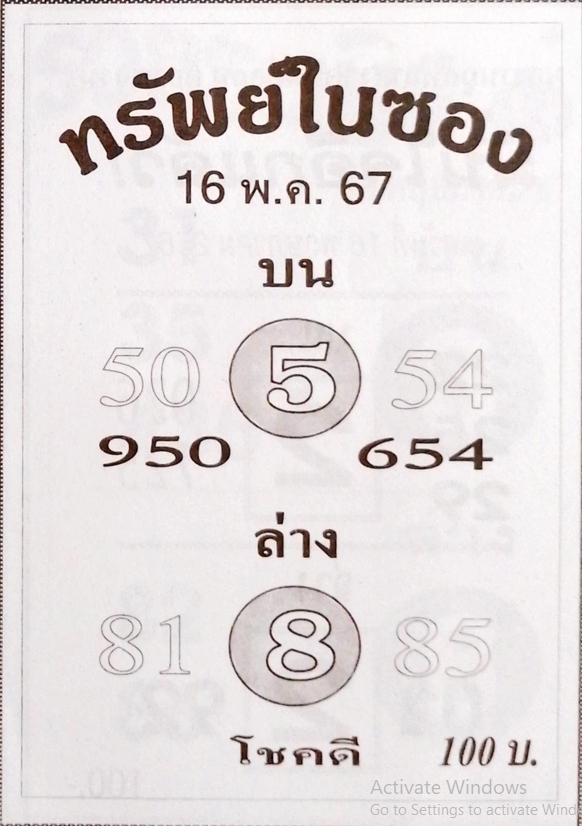 ทรัพย์ในซอง
16 พ.ค. 67
บน
50 5 54
950 654
ล่าง
81 8 85
โชคดี 100 บ.
Activate Windows
Go to Settings to activate Wind